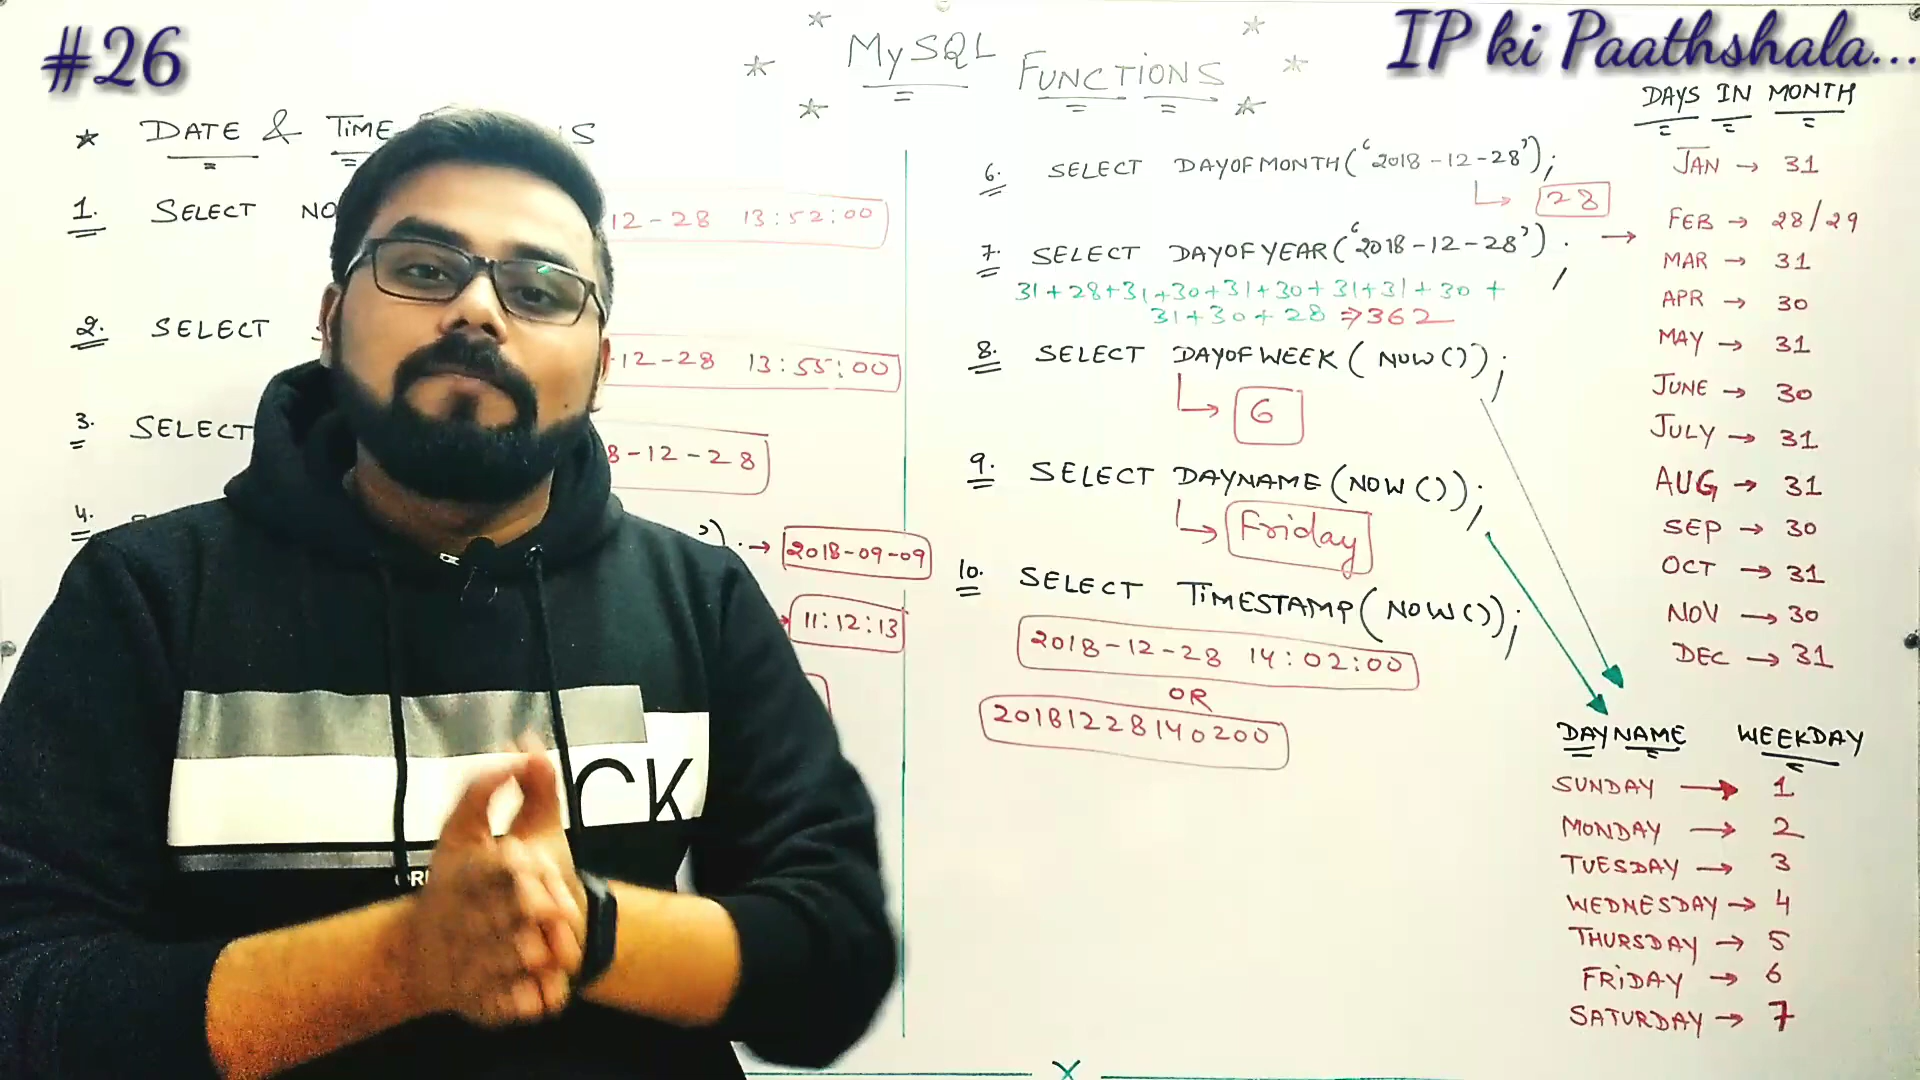 #26
IP ki Paathshala...
MySQL FUNCTIONS
DATE & TIME
1. SELECT NO
12-28 13:52:00
2. SELECT
12-28 13:55:00
3. SELECT
8-12-28
4.
'). → 2018-09-09
11:12:13
6. SELECT DAYOFMONTH('2018-12-28');
28
7. SELECT DAYOFYEAR('2018-12-28');
31+28+31+30+31+30+31+31+30+
31+30+28 ⇒ 362
8. SELECT DAYOFWEEK(NOW());
6
9. SELECT DAYNAME(NOW());
Friday
10. SELECT TIMESTAMP(NOW());
2018-12-28 14:02:00
OR
20181228140200
DAYS IN MONTH
JAN → 31
FEB → 28/29
MAR → 31
APR → 30
MAY → 31
JUNE → 30
JULY → 31
AUG → 31
SEP → 30
OCT → 31
NOV → 30
DEC → 31
DAYNAME WEEKDAY
SUNDAY → 1
MONDAY → 2
TUESDAY → 3
WEDNESDAY → 4
THURSDAY → 5
FRIDAY → 6
SATURDAY → 7
CK